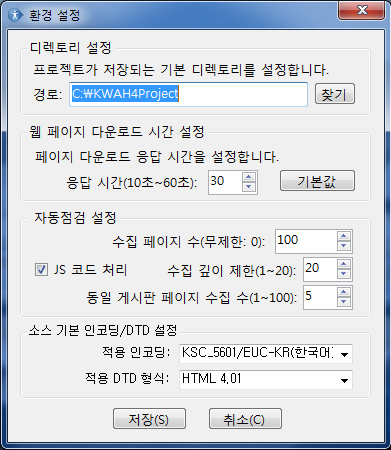 환경 설정
디렉토리 설정
프로젝트가 저장되는 기본 디렉토리를 설정합니다.
경로: C:₩KWAH4Project 찾기
웹 페이지 다운로드 시간 설정
페이지 다운로드 응답 시간을 설정합니다.
응답 시간(10초~60초): 30 기본값
자동점검 설정
수집 페이지 수(무제한: 0): 100
JS 코드 처리 수집 깊이 제한(1~20): 20
동일 게시판 페이지 수집 수(1~100): 5
소스 기본 인코딩/DTD 설정
적용 인코딩: KSC_5601/EUC-KR(한국어)
적용 DTD 형식: HTML 4.01
저장(S) 취소(C)